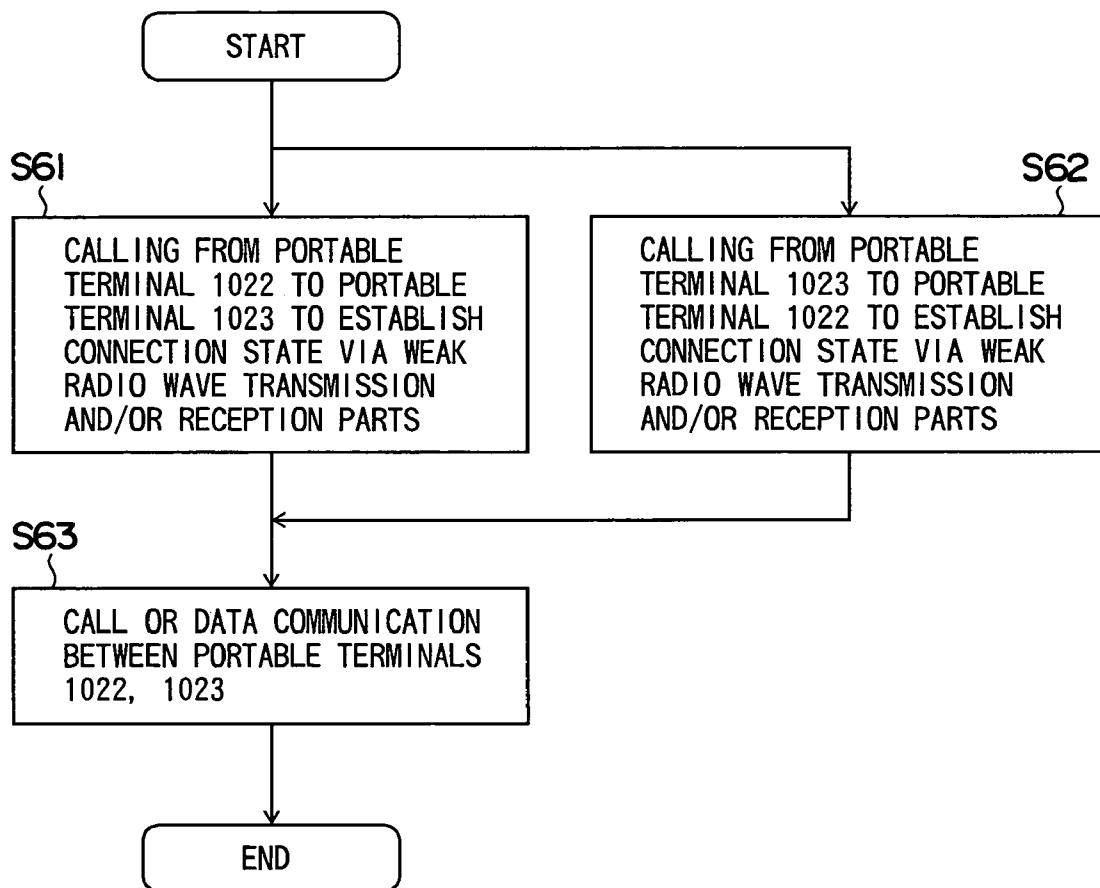 START
S61
CALLING FROM PORTABLE
TERMINAL 1022 TO PORTABLE
TERMINAL 1023 TO ESTABLISH
CONNECTION STATE VIA WEAK
RADIO WAVE TRANSMISSION
AND/OR RECEPTION PARTS
S62
CALLING FROM PORTABLE
TERMINAL 1023 TO PORTABLE
TERMINAL 1022 TO ESTABLISH
CONNECTION STATE VIA WEAK
RADIO WAVE TRANSMISSION
AND/OR RECEPTION PARTS
S63
CALL OR DATA COMMUNICATION
BETWEEN PORTABLE TERMINALS
1022, 1023
END